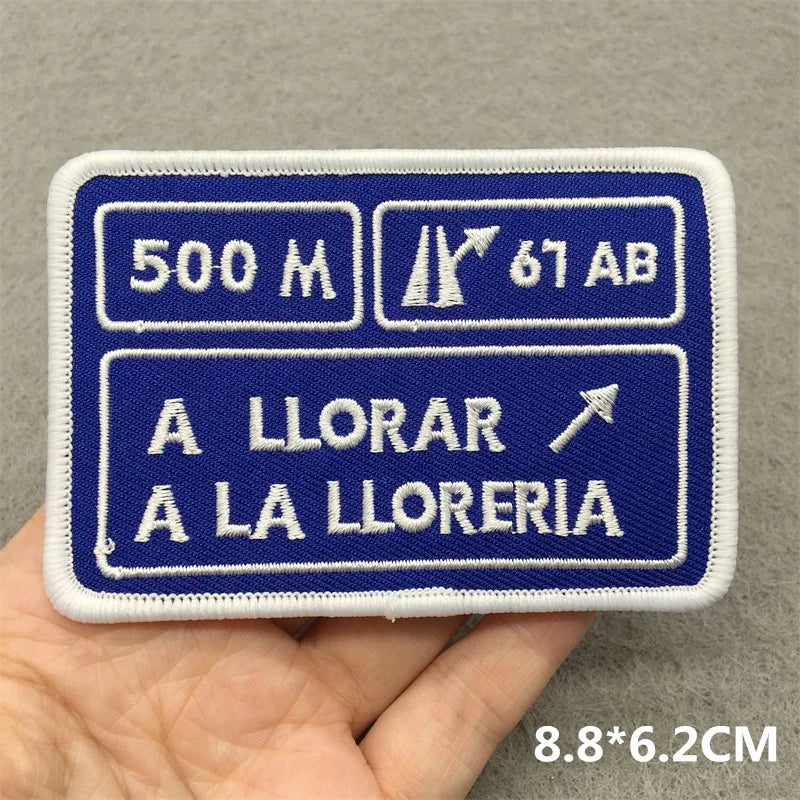 500 M
61 AB
A LLORAR
A LA LLORERIA
8.8*6.2CM